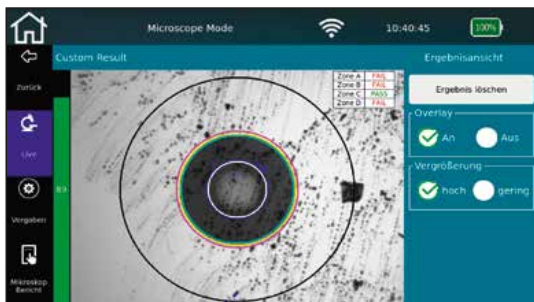 Microscope Mode
10:40:45
100%
Zurück
Live
Vorgaben
Mikroskop
Bericht
Custom Result
89
Zone A FAIL
Zone B FAIL
Zone C PASS
Zone D FAIL
Ergebnisansicht
Ergebnis löschen
Overlay
An Aus
Vergrößerung
hoch gering